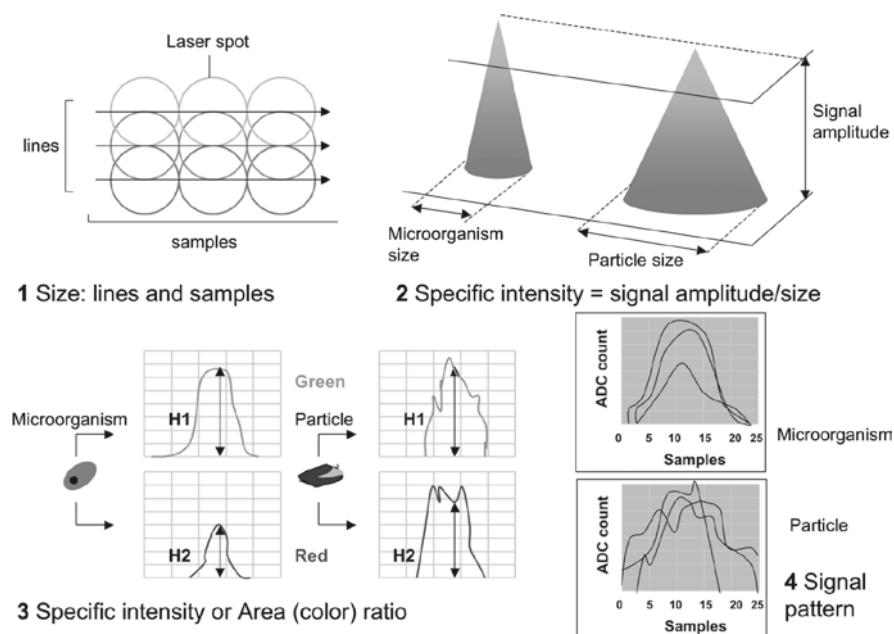 Laser spot
lines
samples
1 Size: lines and samples
Signal
amplitude
Microorganism
size
Particle size
2 Specific intensity = signal amplitude/size
Microorganism
H1
Green
Particle
H1
H2
Red
H2
3 Specific intensity or Area (color) ratio
ADC count
0 5 10 15 20 25
Samples
Microorganism
ADC count
0 5 10 15 20 25
Samples
Particle
4 Signal
pattern